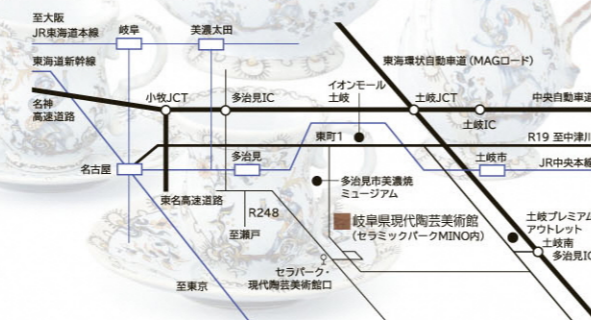 至大阪
JR東海道本線
岐阜
美濃太田
東海道新幹線
東海環状自動車道（MAGロード）
イオンモール
土岐
名神
高速道路
小牧JCT
多治見IC
土岐JCT
中央自動車道
土岐IC
東町1
R19 至中津川
名古屋
多治見
土岐市
JR中央本線
多治見市美濃焼
ミュージアム
東名高速道路
R248
至瀬戸
岐阜県現代陶芸美術館
（セラミックパークMINO内）
土岐プレミアム
アウトレット
土岐南
多治見IC
セラパーク・
現代陶芸美術館口
至東京